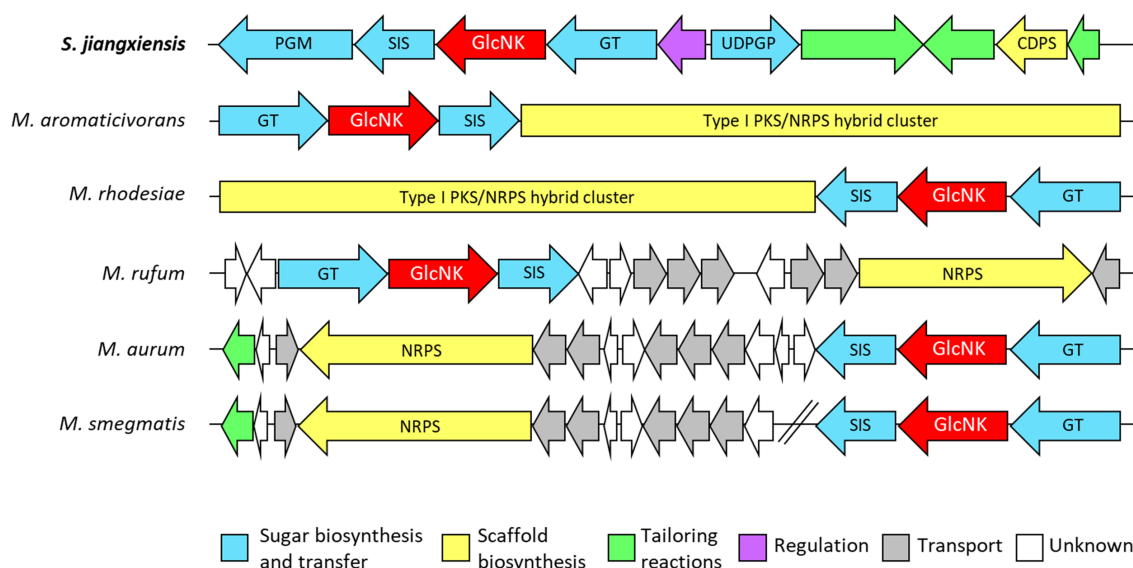 S. jiangxiensis PGM SIS GlcNK GT UDPGP CDPS
M. aromaticivorans GT GlcNK SIS Type I PKS/NRPS hybrid cluster
M. rhodesiae Type I PKS/NRPS hybrid cluster SIS GlcNK GT
M. rufum GT GlcNK SIS NRPS
M. aurum NRPS SIS GlcNK GT
M. smegmatis NRPS SIS GlcNK GT
Sugar biosynthesis
and transfer
Scaffold
biosynthesis
Tailoring
reactions
Regulation
Transport
Unknown